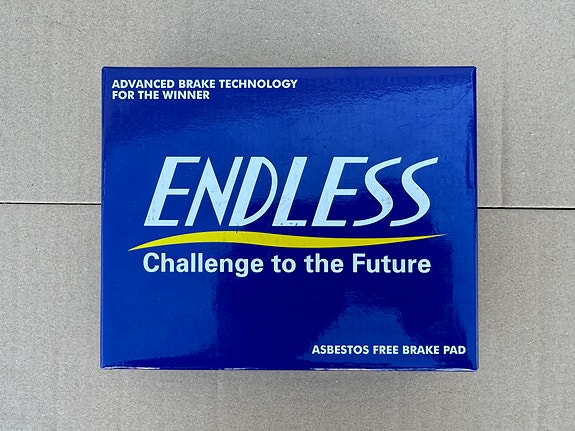 ADVANCED BRAKE TECHNOLOGY
FOR THE WINNER
ENDLESS
Challenge to the Future
ASBESTOS FREE BRAKE PAD